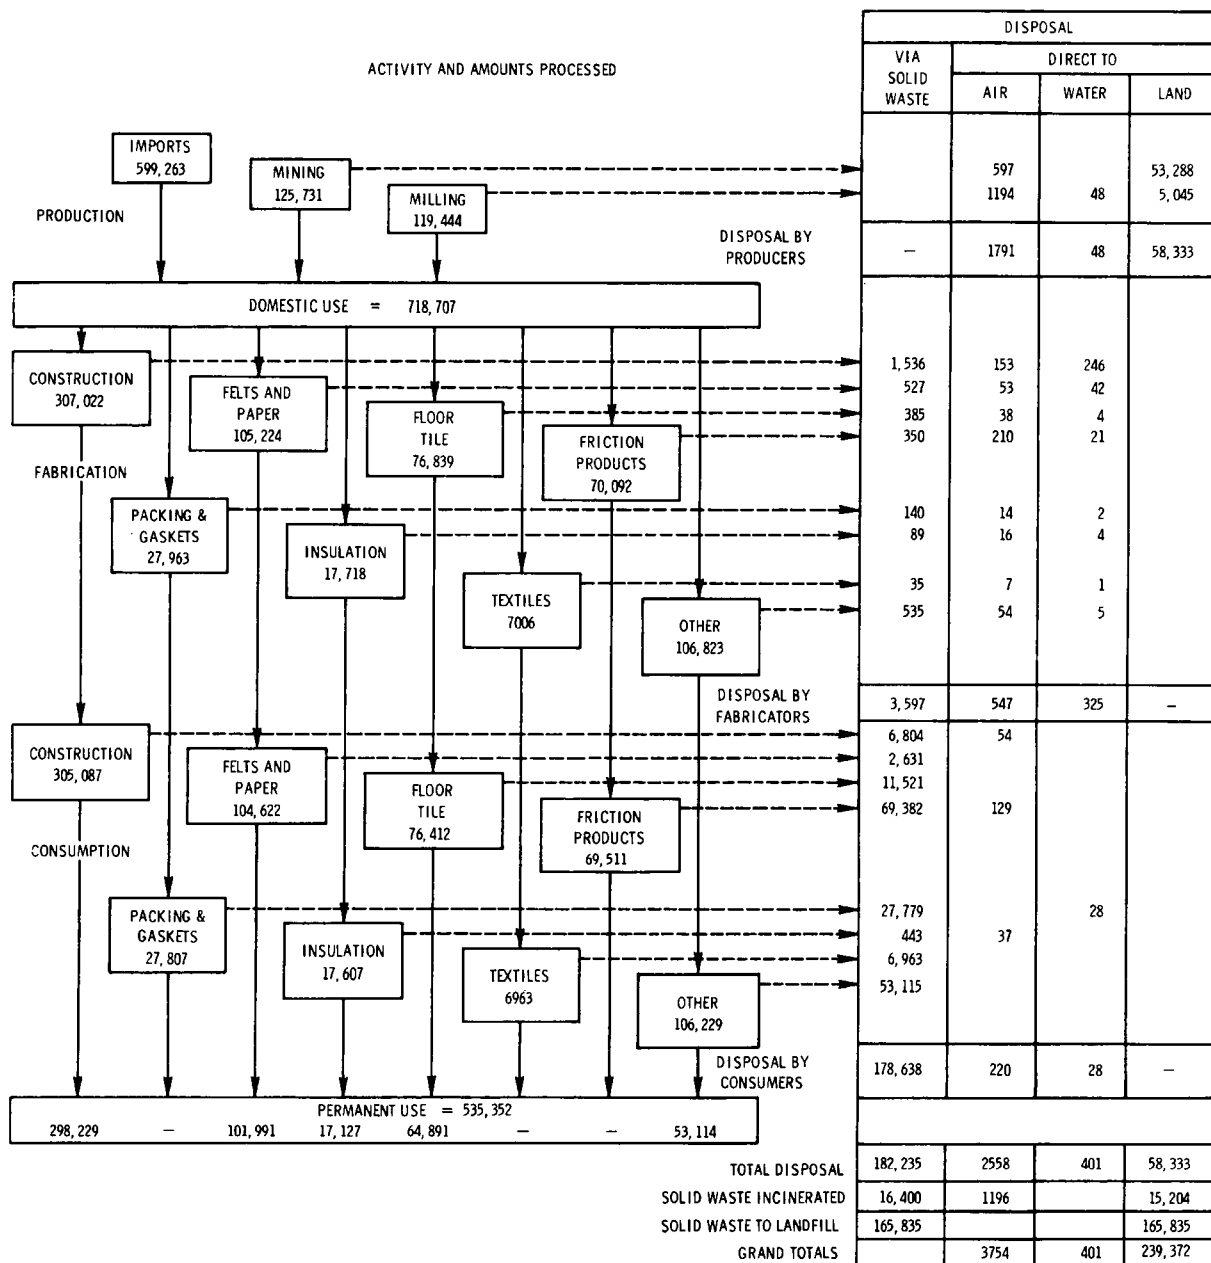 DISPOSAL
VIA SOLID WASTE
DIRECT TO
AIR WATER LAND
ACTIVITY AND AMOUNTS PROCESSED
IMPORTS
599,263
MINING
125,731
597 53,288
MILLING
119,444
1194 48 5,045
PRODUCTION
DISPOSAL BY
PRODUCERS
— 1791 48 58,333
DOMESTIC USE = 718,707
CONSTRUCTION
307,022
1,536 153 246
FELTS AND
PAPER
105,224
527 53 42
FLOOR
TILE
76,839
385 38 4
FRICTION
PRODUCTS
70,092
350 210 21
FABRICATION
PACKING &
GASKETS
27,963
140 14 2
INSULATION
17,718
89 16 4
TEXTILES
7006
35 7 1
OTHER
106,823
535 54 5
DISPOSAL BY
FABRICATORS
3,597 547 325 —
CONSTRUCTION
305,087
6,804 54
FELTS AND
PAPER
104,622
2,631
FLOOR
TILE
76,412
11,521
FRICTION
PRODUCTS
69,511
69,382 129
CONSUMPTION
PACKING &
GASKETS
27,807
27,779 28
INSULATION
17,607
443 37
TEXTILES
6963
6,963
OTHER
106,229
53,115
DISPOSAL BY
CONSUMERS
178,638 220 28 —
PERMANENT USE = 535,352
298,229 — 101,991 17,127 64,891 — — 53,114
TOTAL DISPOSAL 182,235 2558 401 58,333
SOLID WASTE INCINERATED 16,400 1196 15,204
SOLID WASTE TO LANDFILL 165,835 165,835
GRAND TOTALS 3754 401 239,372